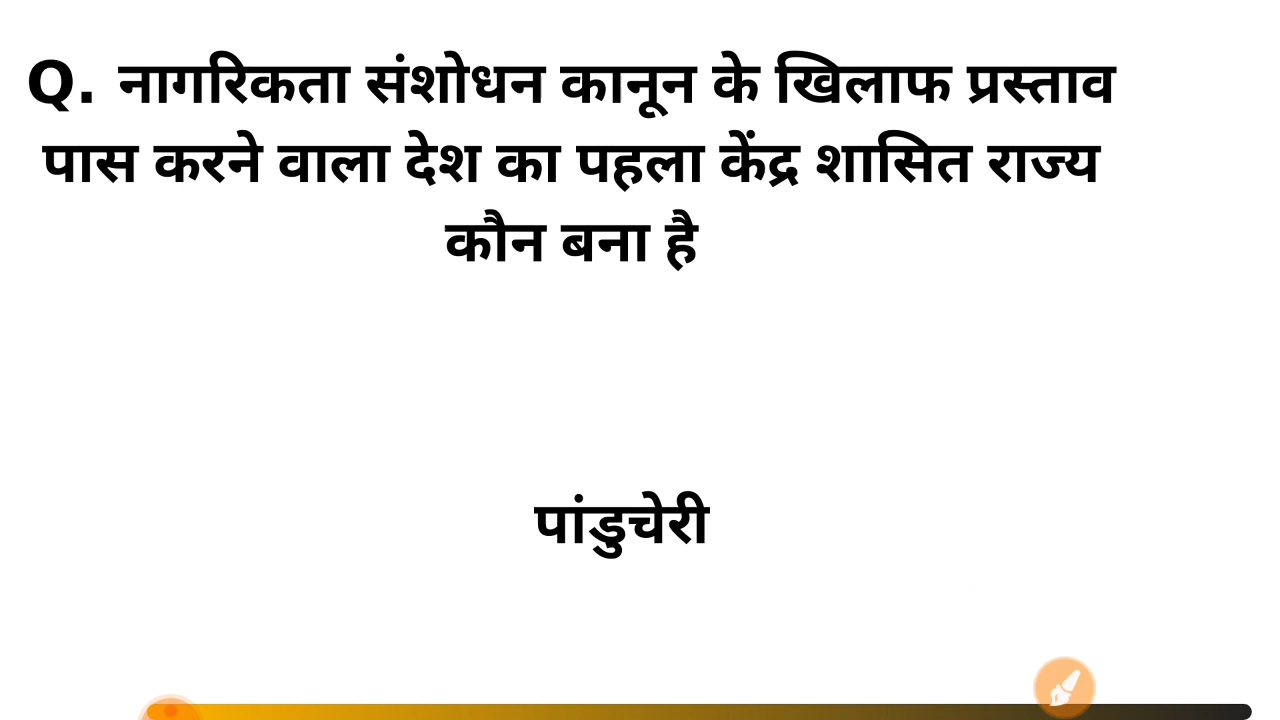 Q. नागरिकता संशोधन कानून के खिलाफ प्रस्ताव
पास करने वाला देश का पहला केंद्र शासित राज्य
कौन बना है
पांडुचेरी